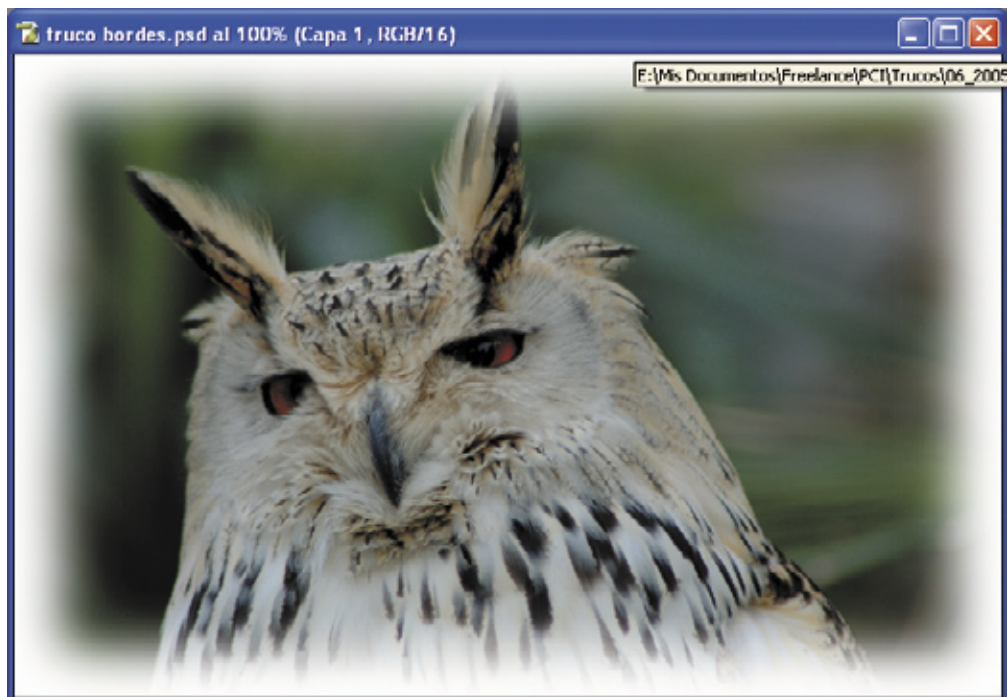 truco bordes.psd al 100% (Capa 1, RGB/16)
E:\Mis Documentos\Freelance\PCI\Trucos\06_2005